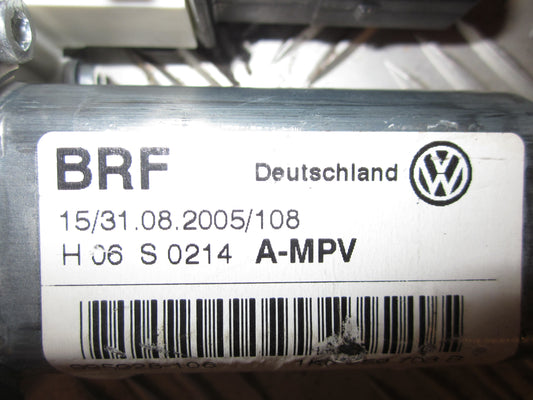 BRF Deutschland
15/31.08.2005/108
H 06 S 0214 A-MPV